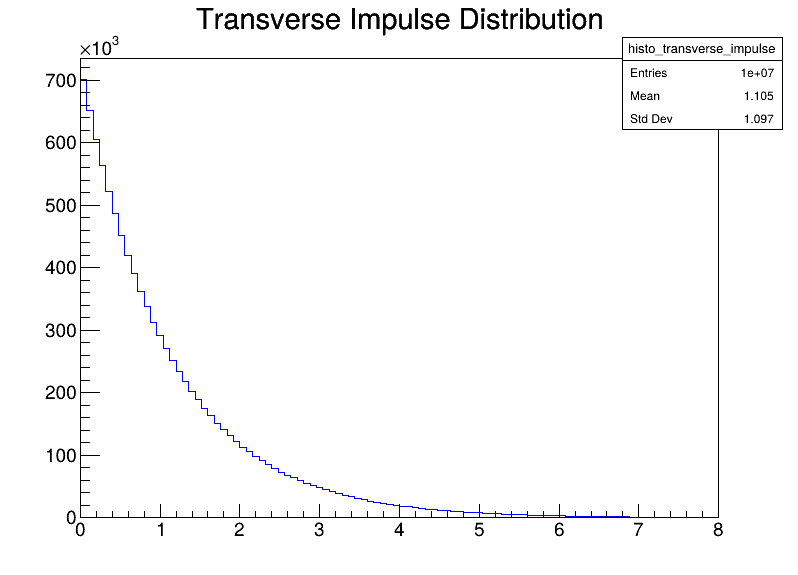 Transverse Impulse Distribution
×10³
histo_transverse_impulse
Entries 1e+07
Mean 1.105
Std Dev 1.097
700
600
500
400
300
200
100
0
0 1 2 3 4 5 6 7 8